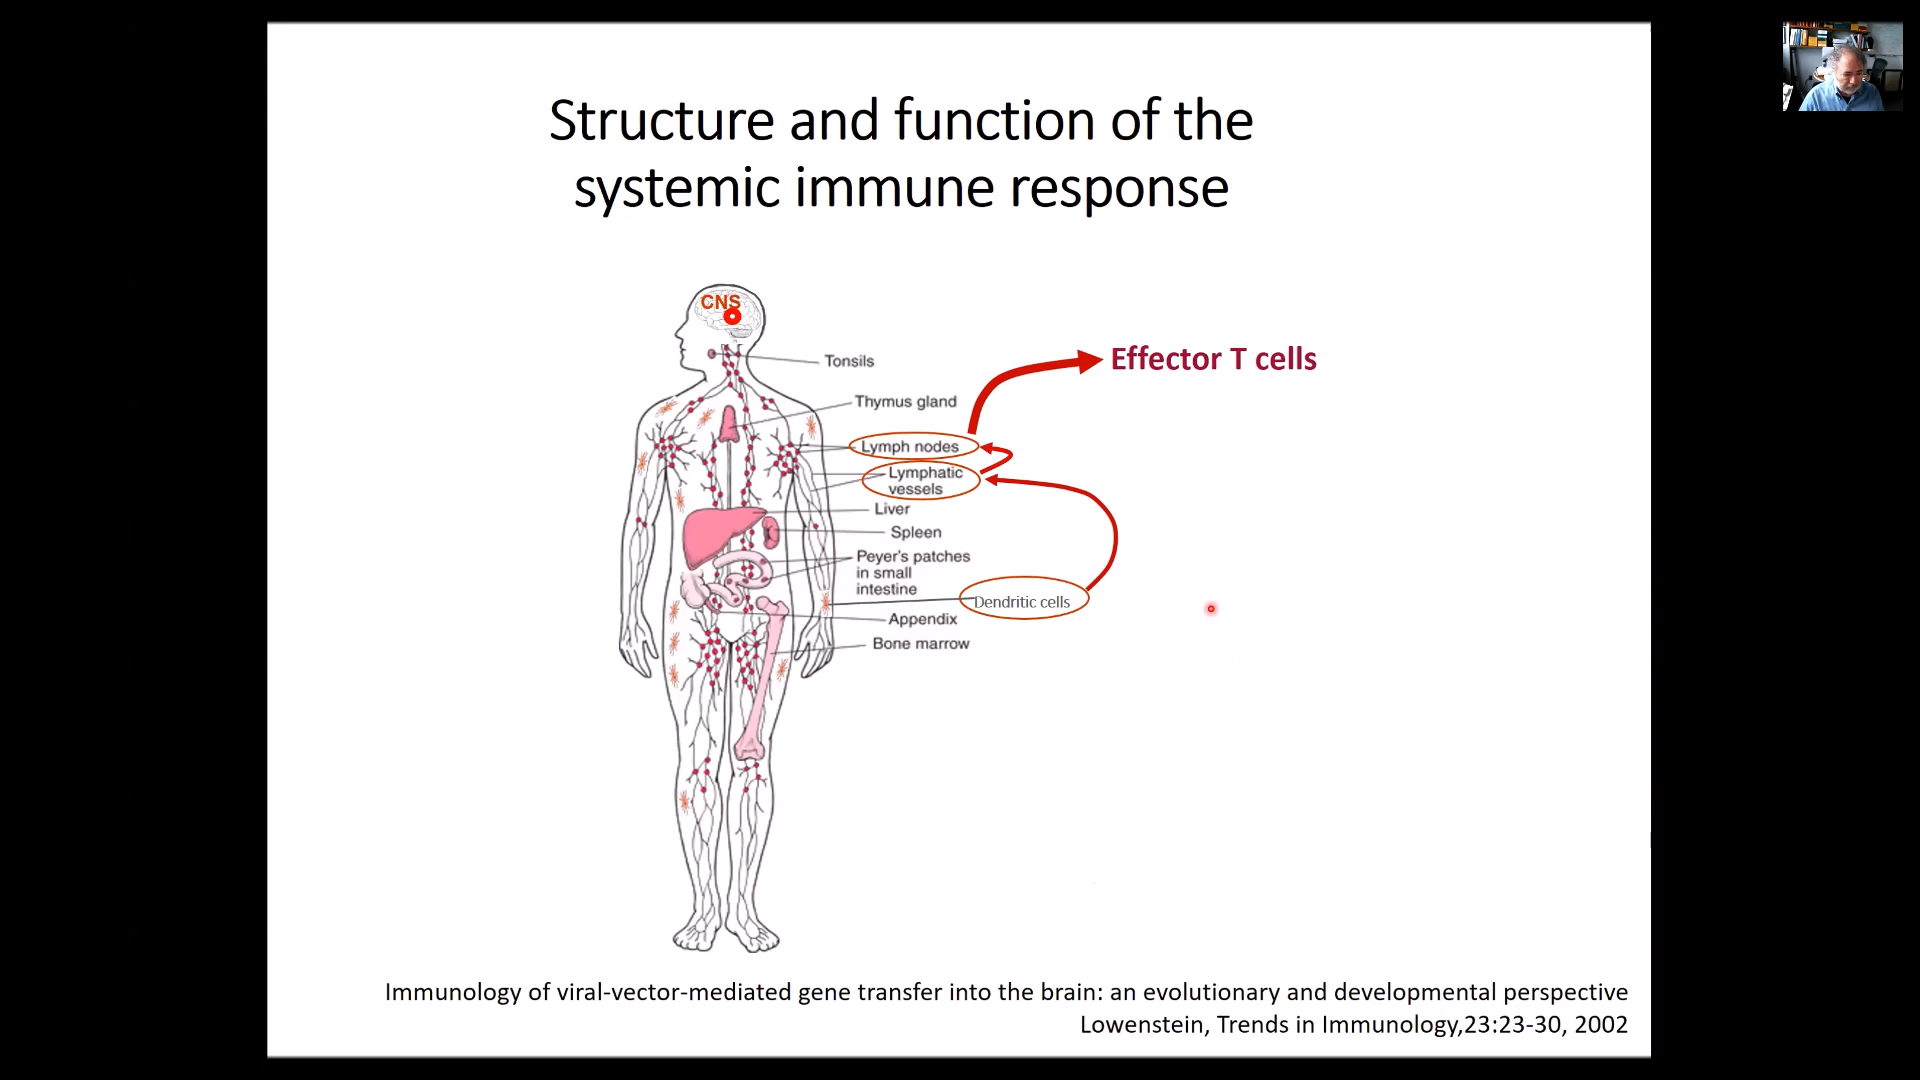 Structure and function of the
systemic immune response
CNS
Tonsils
Effector T cells
Thymus gland
Lymph nodes
Lymphatic
vessels
Liver
Spleen
Peyer's patches
in small
intestine
Dendritic cells
Appendix
Bone marrow
Immunology of viral-vector-mediated gene transfer into the brain: an evolutionary and developmental perspective
Lowenstein, Trends in Immunology,23:23-30, 2002